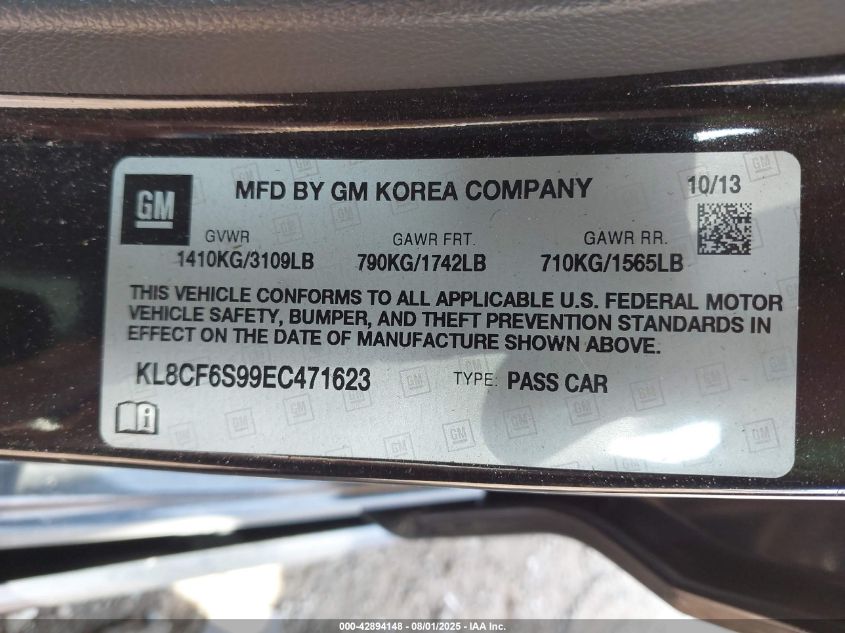 GM MFD BY GM KOREA COMPANY 10/13
GVWR GAWR FRT. GAWR RR.
1410KG/3109LB 790KG/1742LB 710KG/1565LB
THIS VEHICLE CONFORMS TO ALL APPLICABLE U.S. FEDERAL MOTOR
VEHICLE SAFETY, BUMPER, AND THEFT PREVENTION STANDARDS IN
EFFECT ON THE DATE OF MANUFACTURE SHOWN ABOVE.
KL8CF6S99EC471623 TYPE: PASS CAR
000-42894148 - 08/01/2025 - IAA Inc.